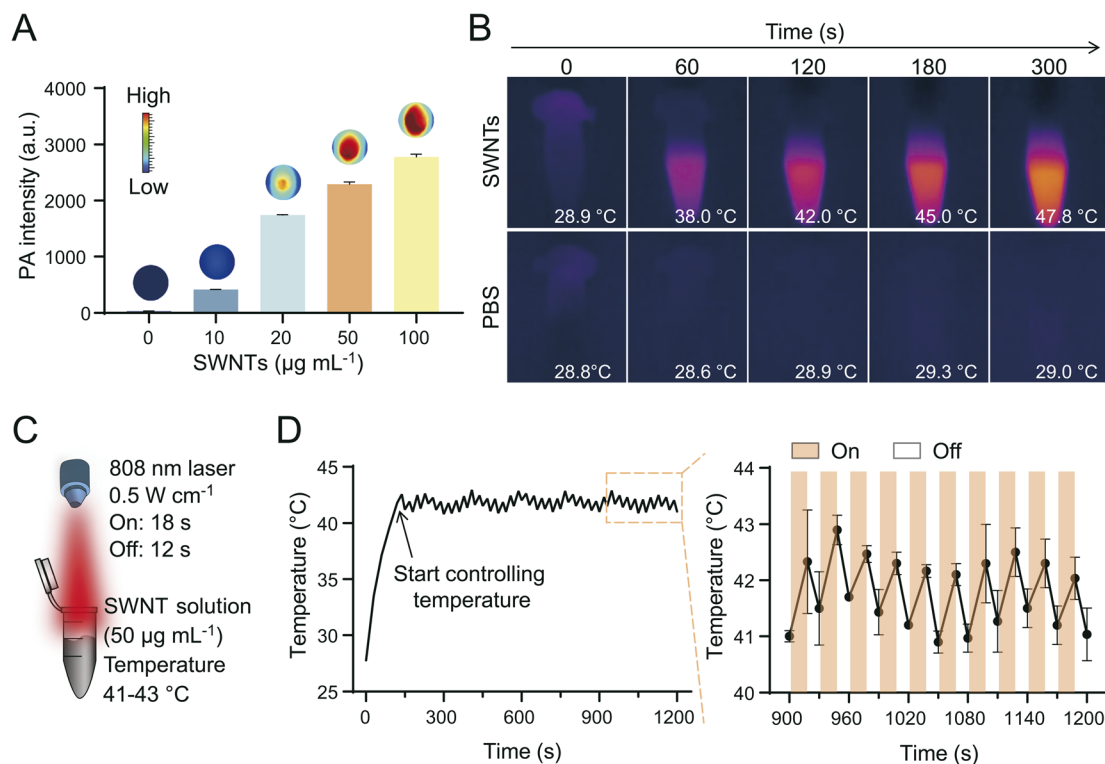 A
PA intensity (a.u.)
4000
3000
2000
1000
0
High
Low
0 10 20 50 100
SWNTs (µg mL⁻¹)
B
Time (s)
0 60 120 180 300
SWNTs
28.9 °C 38.0 °C 42.0 °C 45.0 °C 47.8 °C
PBS
28.8°C 28.6 °C 28.9 °C 29.3 °C 29.0 °C
C
808 nm laser
0.5 W cm⁻¹
On: 18 s
Off: 12 s
SWNT solution
(50 µg mL⁻¹)
Temperature
41-43 °C
D
Temperature (°C)
45
40
35
30
25
Start controlling
temperature
0 300 600 900 1200
Time (s)
On Off
Temperature (°C)
44
43
42
41
40
900 960 1020 1080 1140 1200
Time (s)